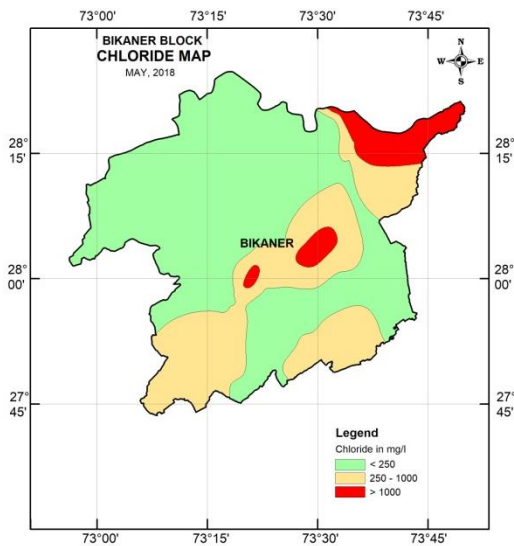 73°00' 73°15' 73°30' 73°45'
BIKANER BLOCK
CHLORIDE MAP
MAY, 2018
N
W E
S
28°
15'
28°
15'
BIKANER
28°
00'
28°
00'
27°
45'
27°
45'
Legend
Chloride in mg/l
< 250
250 - 1000
> 1000
73°00' 73°15' 73°30' 73°45'